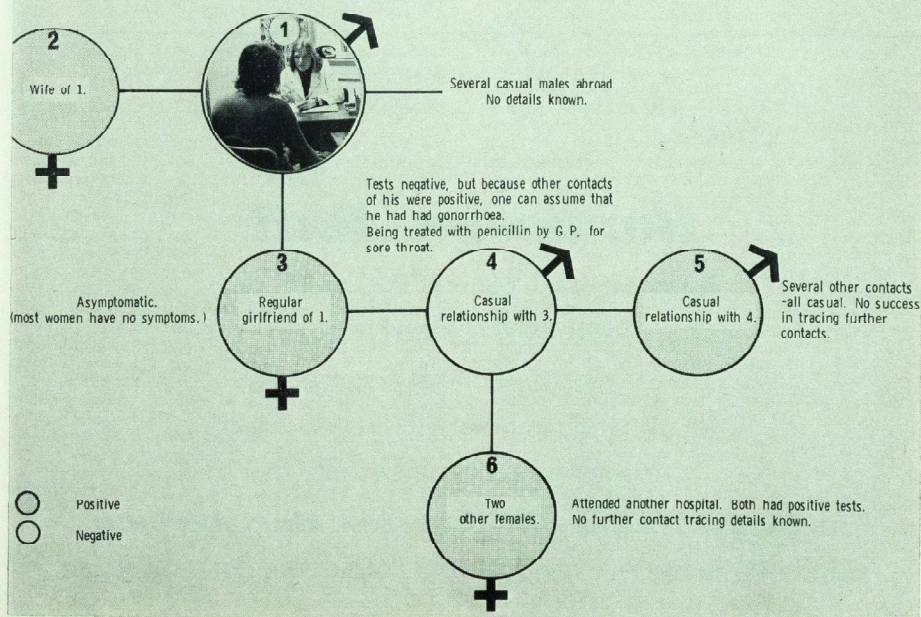 1
2
Wife of 1.
Several casual males abroad
No details known.
Tests negative, but because other contacts
of his were positive, one can assume that
he had had gonorrhoea.
Being treated with penicillin by G P, for
sore throat.
3
Regular
girlfriend of 1.
Asymptomatic.
(most women have no symptoms.)
4
Casual
relationship with 3.
5
Casual
relationship with 4.
Several other contacts
-all casual. No success
in tracing further
contacts.
6
Two
other females.
Attended another hospital. Both had positive tests.
No further contact tracing details known.
Positive
Negative